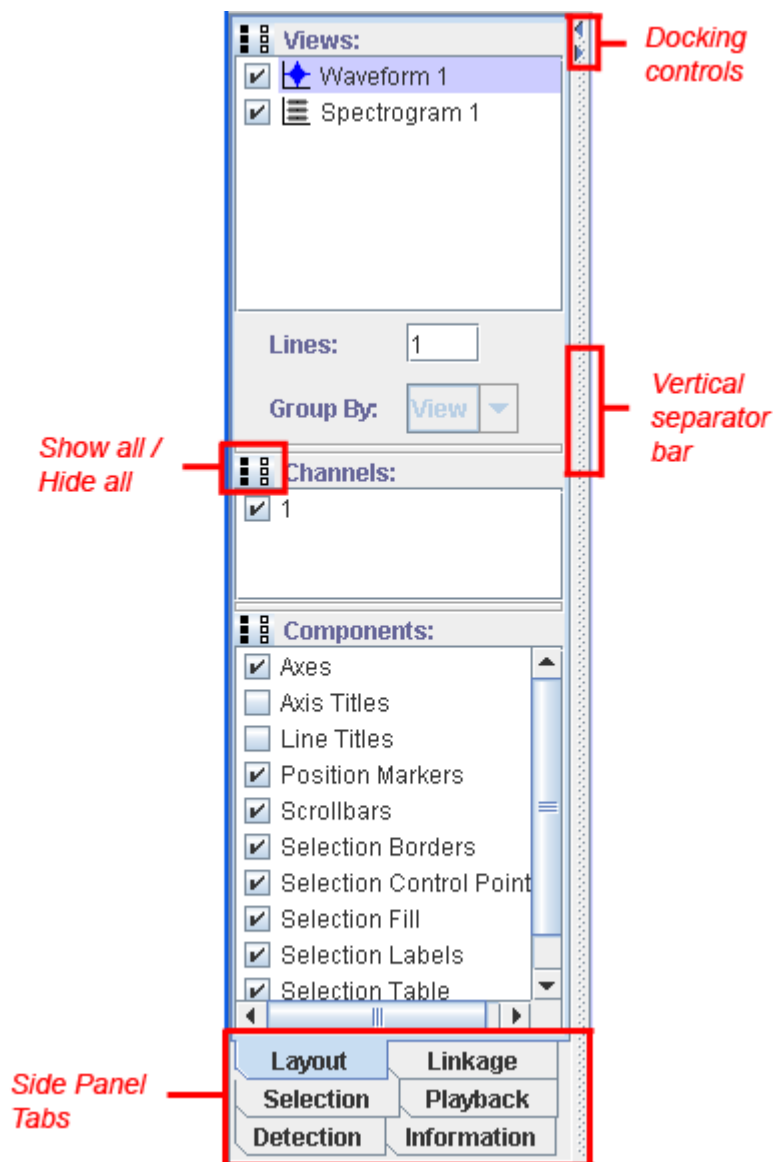 Views:
Docking
controls
Waveform 1
Spectrogram 1
Lines: 1
Group By: View
Vertical
separator
bar
Show all /
Hide all
Channels:
1
Components:
Axes
Axis Titles
Line Titles
Position Markers
Scrollbars
Selection Borders
Selection Control Point
Selection Fill
Selection Labels
Selection Table
Side Panel
Tabs
Layout Linkage
Selection Playback
Detection Information